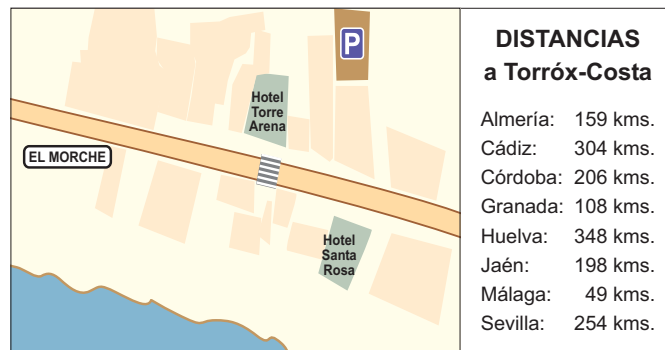 P
Hotel
Torre
Arena
EL MORCHE
Hotel
Santa
Rosa
DISTANCIAS
a Torróx-Costa
Almería: 159 kms.
Cádiz: 304 kms.
Córdoba: 206 kms.
Granada: 108 kms.
Huelva: 348 kms.
Jaén: 198 kms.
Málaga: 49 kms.
Sevilla: 254 kms.